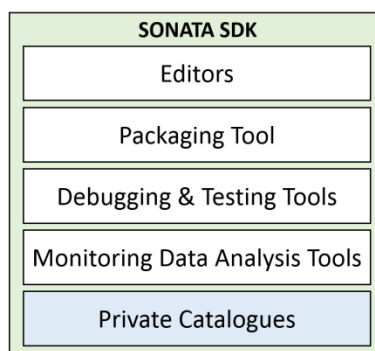 SONATA SDK
Editors
Packaging Tool
Debugging & Testing Tools
Monitoring Data Analysis Tools
Private Catalogues